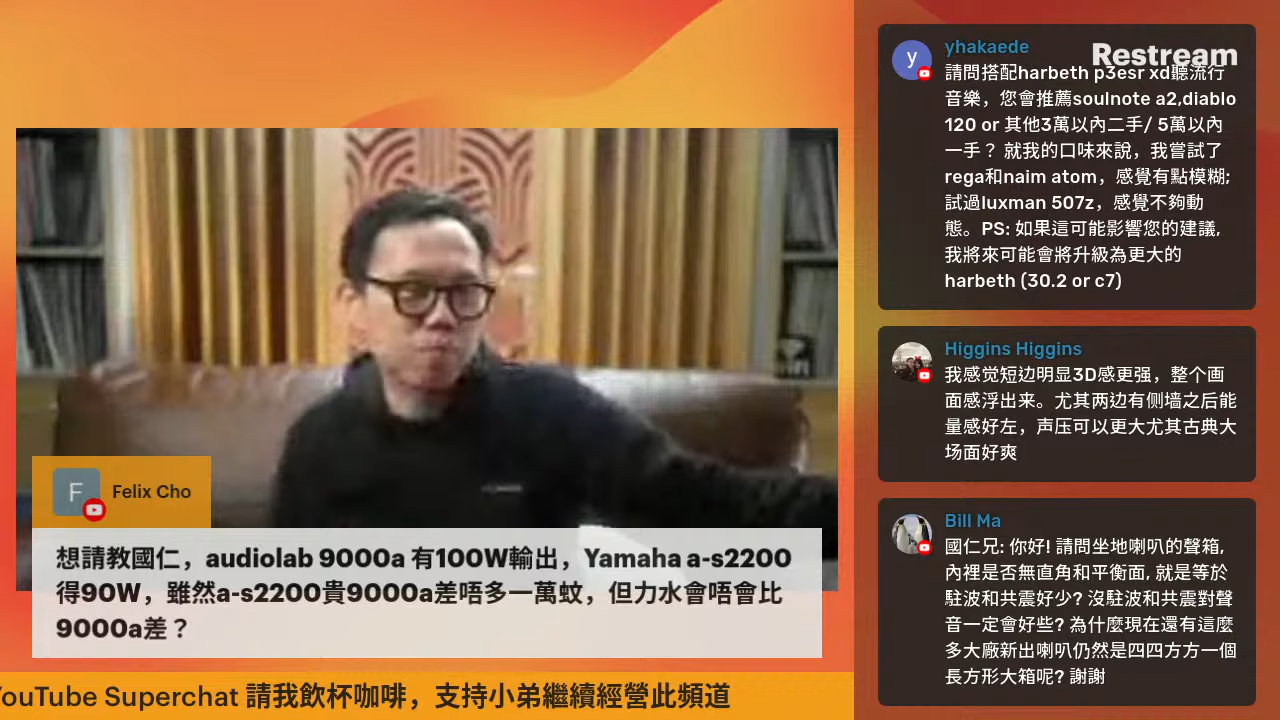 Felix Cho
F
想請教國仁，audiolab 9000a 有100W輸出，Yamaha a-s2200
得90W，雖然a-s2200貴9000a差唔多一萬蚊，但力水會唔會比
9000a差？
YouTube Superchat 請我飲杯咖啡，支持小弟繼續經營此頻道
Restream
y
yhakaede
請問搭配harbeth p3esr xd聽流行
音樂，您會推薦soulnote a2,diablo
120 or 其他3萬以內二手/ 5萬以內
一手？ 就我的口味來說，我嘗試了
rega和naim atom，感覺有點模糊;
試過luxman 507z，感覺不夠動
態。PS: 如果這可能影響您的建議,
我將來可能會將升級為更大的
harbeth (30.2 or c7)
Higgins Higgins
我感觉短边明显3D感更强，整个画
面感浮出来。尤其两边有侧墙之后能
量感好左，声压可以更大尤其古典大
场面好爽
Bill Ma
國仁兄: 你好! 請問坐地喇叭的聲箱,
內裡是否無直角和平衡面, 就是等於
駐波和共震好少? 沒駐波和共震對聲
音一定會好些? 為什麼現在還有這麼
多大廠新出喇叭仍然是四四方方一個
長方形大箱呢? 謝謝